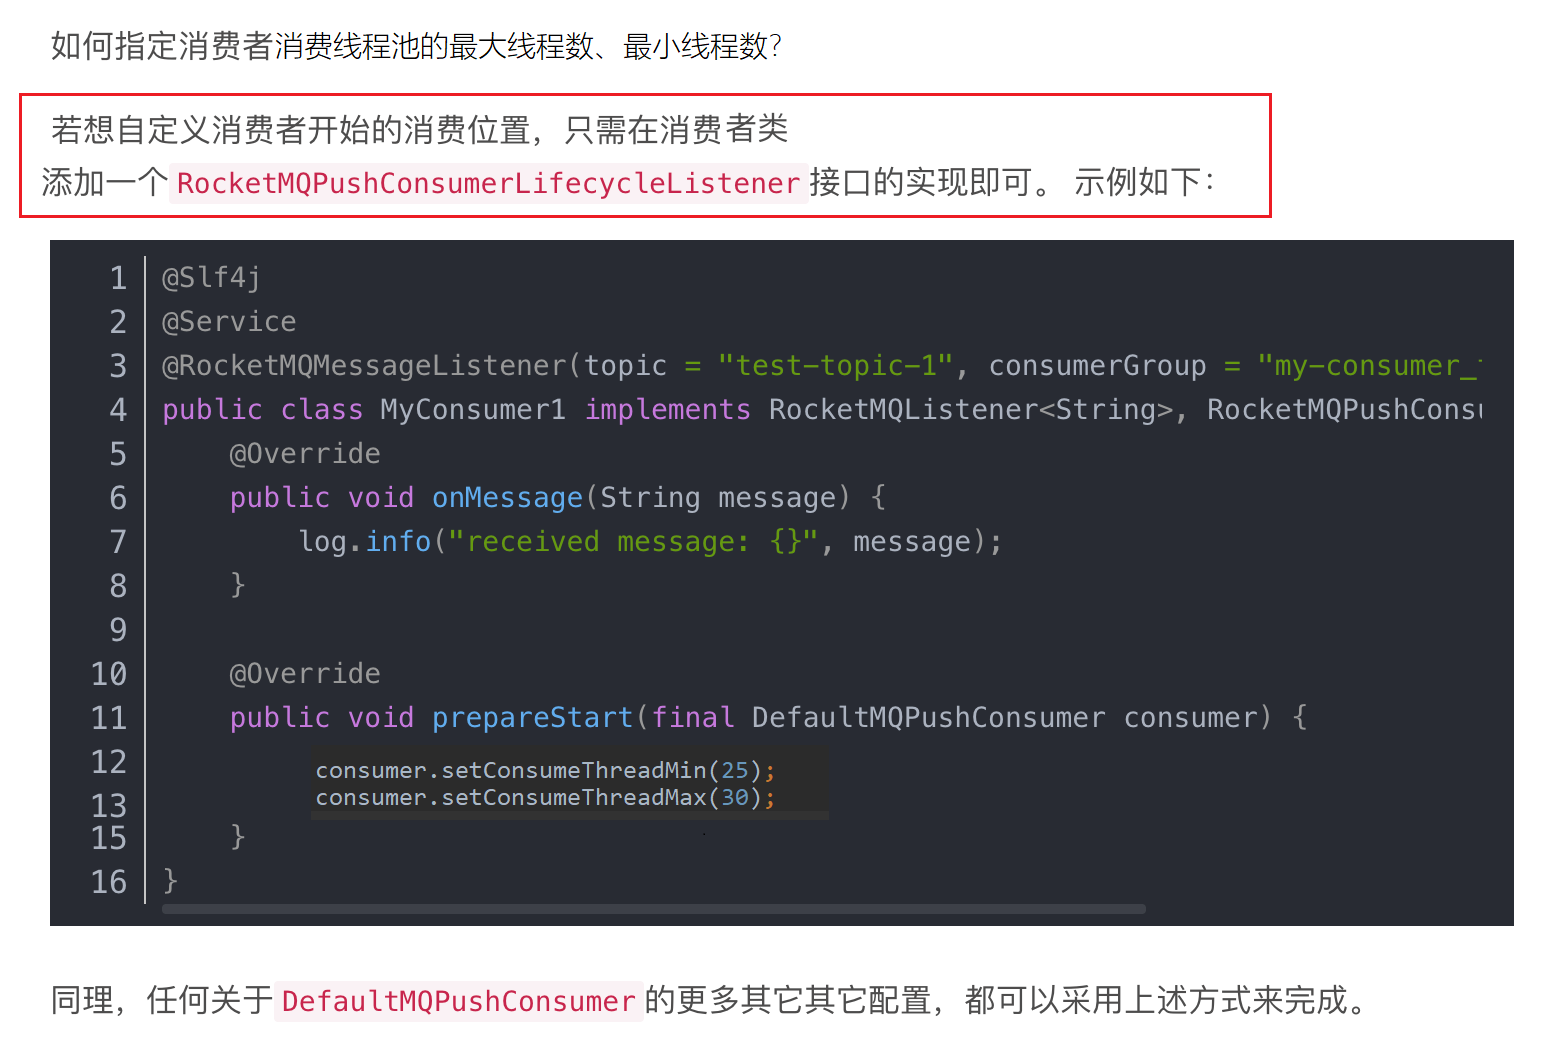 如何指定消费者消费线程池的最大线程数、最小线程数?
若想自定义消费者开始的消费位置，只需在消费者类
添加一个RocketMQPushConsumerLifecycleListener接口的实现即可。 示例如下：
1 @Slf4j
2 @Service
3 @RocketMQMessageListener(topic = "test-topic-1", consumerGroup = "my-consumer_
4 public class MyConsumer1 implements RocketMQListener<String>, RocketMQPushConsu
5 @Override
6 public void onMessage(String message) {
7 log.info("received message: {}", message);
8 }
9
10 @Override
11 public void prepareStart(final DefaultMQPushConsumer consumer) {
12 consumer.setConsumeThreadMin(25);
13 consumer.setConsumeThreadMax(30);
15 }
16 }
同理，任何关于DefaultMQPushConsumer的更多其它其它配置，都可以采用上述方式来完成。